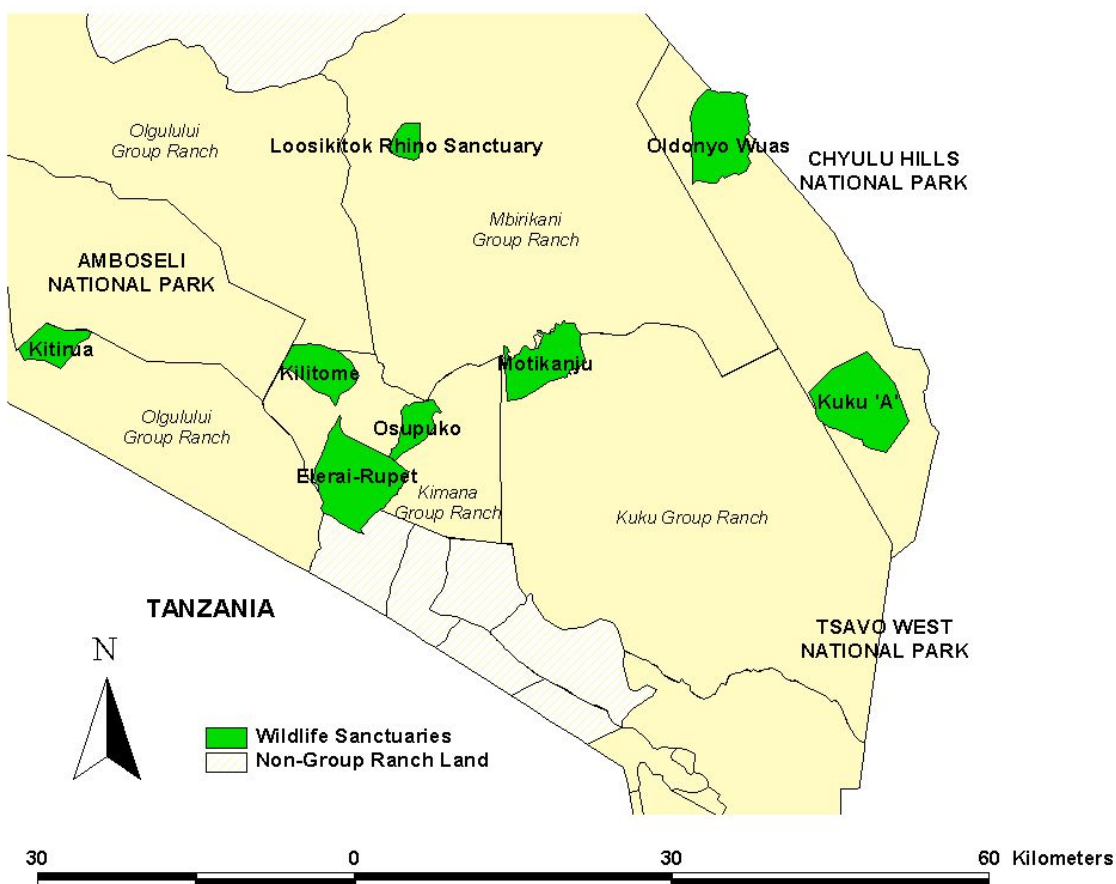 Olgulului
Group Ranch
Loosikitok Rhino Sanctuary
Oldonyo Wuas
CHYULU HILLS
NATIONAL PARK
Mbirikani
Group Ranch
AMBOSELI
NATIONAL PARK
Kitirua
Kilitome
Motikanju
Kuku 'A'
Olgulului
Group Ranch
Osupuko
Elerai-Rupet
Kimana
Group Ranch
Kuku Group Ranch
TANZANIA
TSAVO WEST
NATIONAL PARK
N
Wildlife Sanctuaries
Non-Group Ranch Land
30 0 30 60 Kilometers